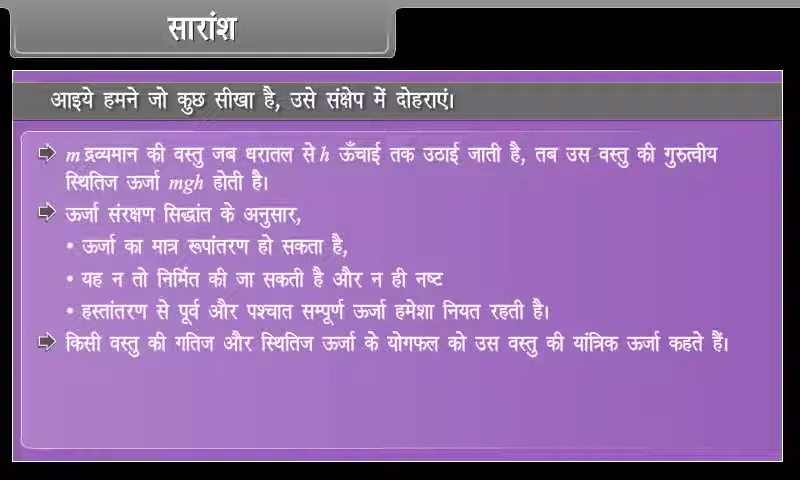 सारांश
आइये हमने जो कुछ सीखा है, उसे संक्षेप में दोहराएं।
m द्रव्यमान की वस्तु जब धरातल से h ऊँचाई तक उठाई जाती है, तब उस वस्तु की गुरुत्वीय
स्थितिज ऊर्जा mgh होती है।
ऊर्जा संरक्षण सिद्धांत के अनुसार,
• ऊर्जा का मात्र रूपांतरण हो सकता है,
• यह न तो निर्मित की जा सकती है और न ही नष्ट
• हस्तांतरण से पूर्व और पश्चात सम्पूर्ण ऊर्जा हमेशा नियत रहती है।
किसी वस्तु की गतिज और स्थितिज ऊर्जा के योगफल को उस वस्तु की यांत्रिक ऊर्जा कहते हैं।